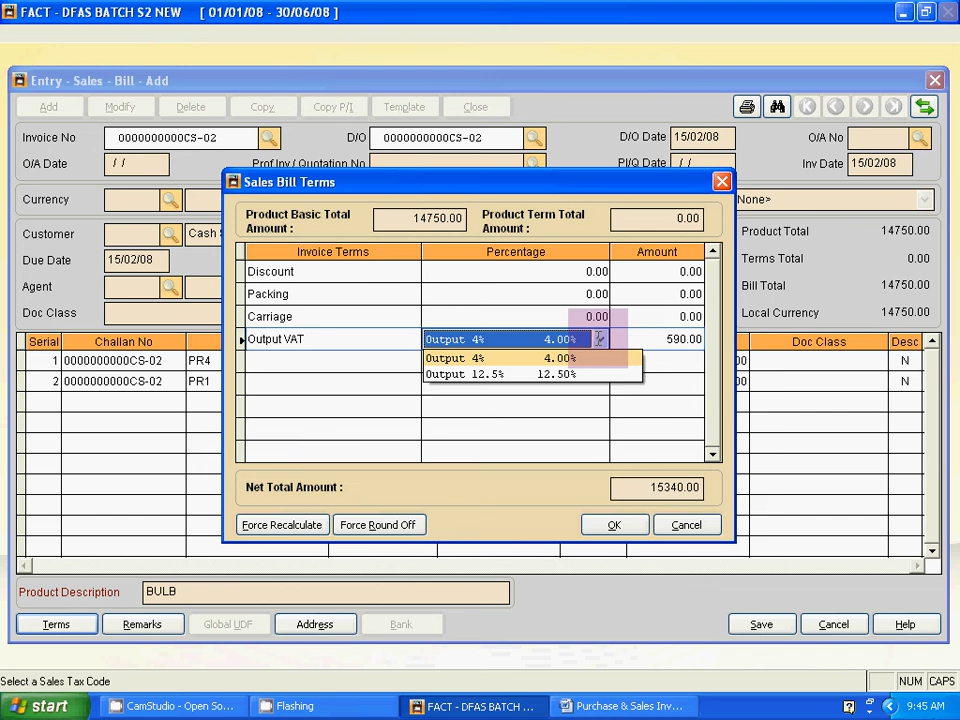 FACT - DFAS BATCH S2 NEW [ 01/01/08 - 30/06/08 ]
Entry - Sales - Bill - Add
Add Modify Delete Copy Copy P/I Template Close
Invoice No 0000000000CS-02 D/O 0000000000CS-02 D/O Date 15/02/08 O/A No
O/A Date / / Prof Inv / Quotation No PI/Q Date / / Inv Date 15/02/08
Currency None>
Customer Cash
Due Date 15/02/08
Agent
Doc Class
Product Total 14750.00
Terms Total 0.00
Bill Total 14750.00
Local Currency 14750.00
Serial Challan No Doc Class Desc
1 0000000000CS-02 PR4 00 N
2 0000000000CS-02 PR1 00 N
Sales Bill Terms
Product Basic Total Amount : 14750.00 Product Term Total Amount : 0.00
Invoice Terms Percentage Amount
Discount 0.00 0.00
Packing 0.00 0.00
Carriage 0.00 0.00
Output VAT Output 4% 4.00% 590.00
Output 4% 4.00%
Output 12.5% 12.50%
Net Total Amount : 15340.00
Force Recalculate Force Round Off OK Cancel
Product Description BULB
Terms Remarks Global UDF Address Bank Save Cancel Help
Select a Sales Tax Code NUM CAPS
start CamStudio - Open So... Flashing FACT - DFAS BATCH ... Purchase & Sales Inv... 9:45 AM